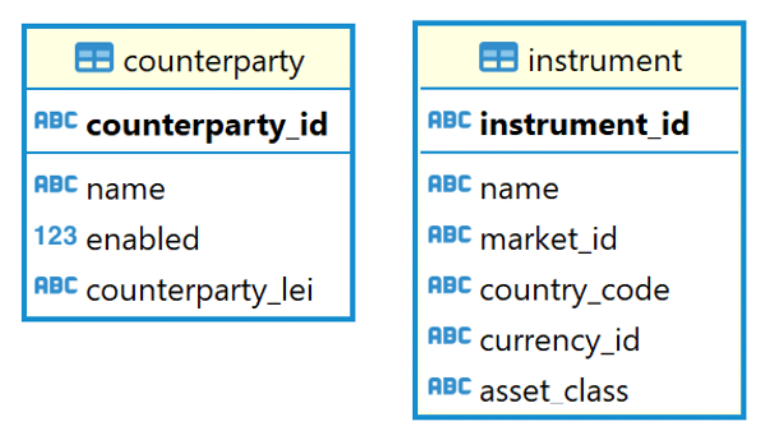 counterparty
ABC counterparty_id
ABC name
123 enabled
ABC counterparty_lei
instrument
ABC instrument_id
ABC name
ABC market_id
ABC country_code
ABC currency_id
ABC asset_class